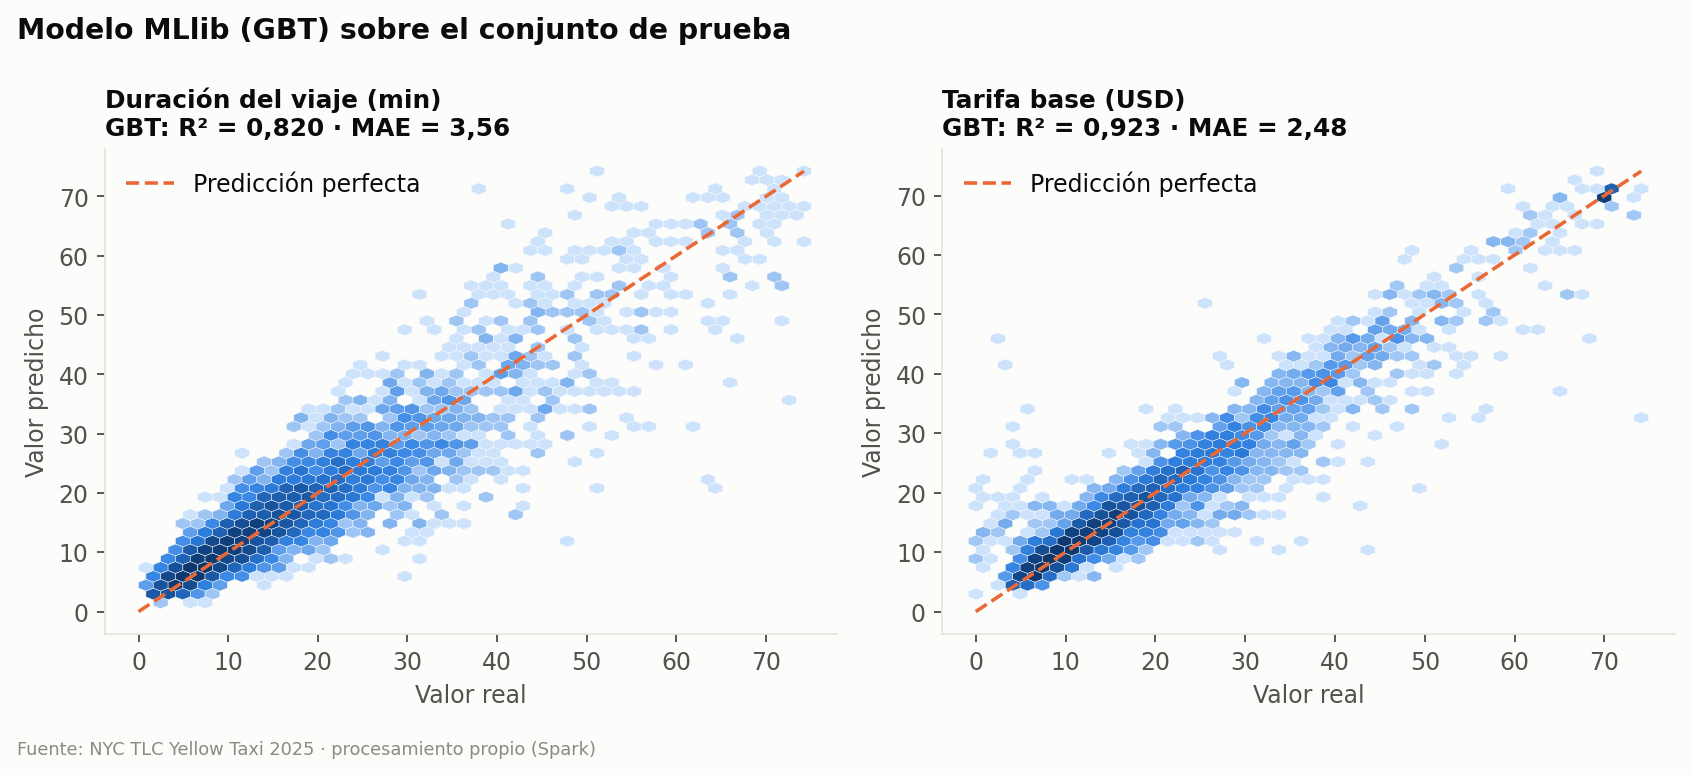 Modelo MLlib (GBT) sobre el conjunto de prueba
Duración del viaje (min)
GBT: R² = 0,820 · MAE = 3,56
Predicción perfecta
Valor predicho
70
60
50
40
30
20
10
0
0 10 20 30 40 50 60 70
Valor real
Tarifa base (USD)
GBT: R² = 0,923 · MAE = 2,48
Predicción perfecta
Valor predicho
70
60
50
40
30
20
10
0
0 10 20 30 40 50 60 70
Valor real
Fuente: NYC TLC Yellow Taxi 2025 · procesamiento propio (Spark)